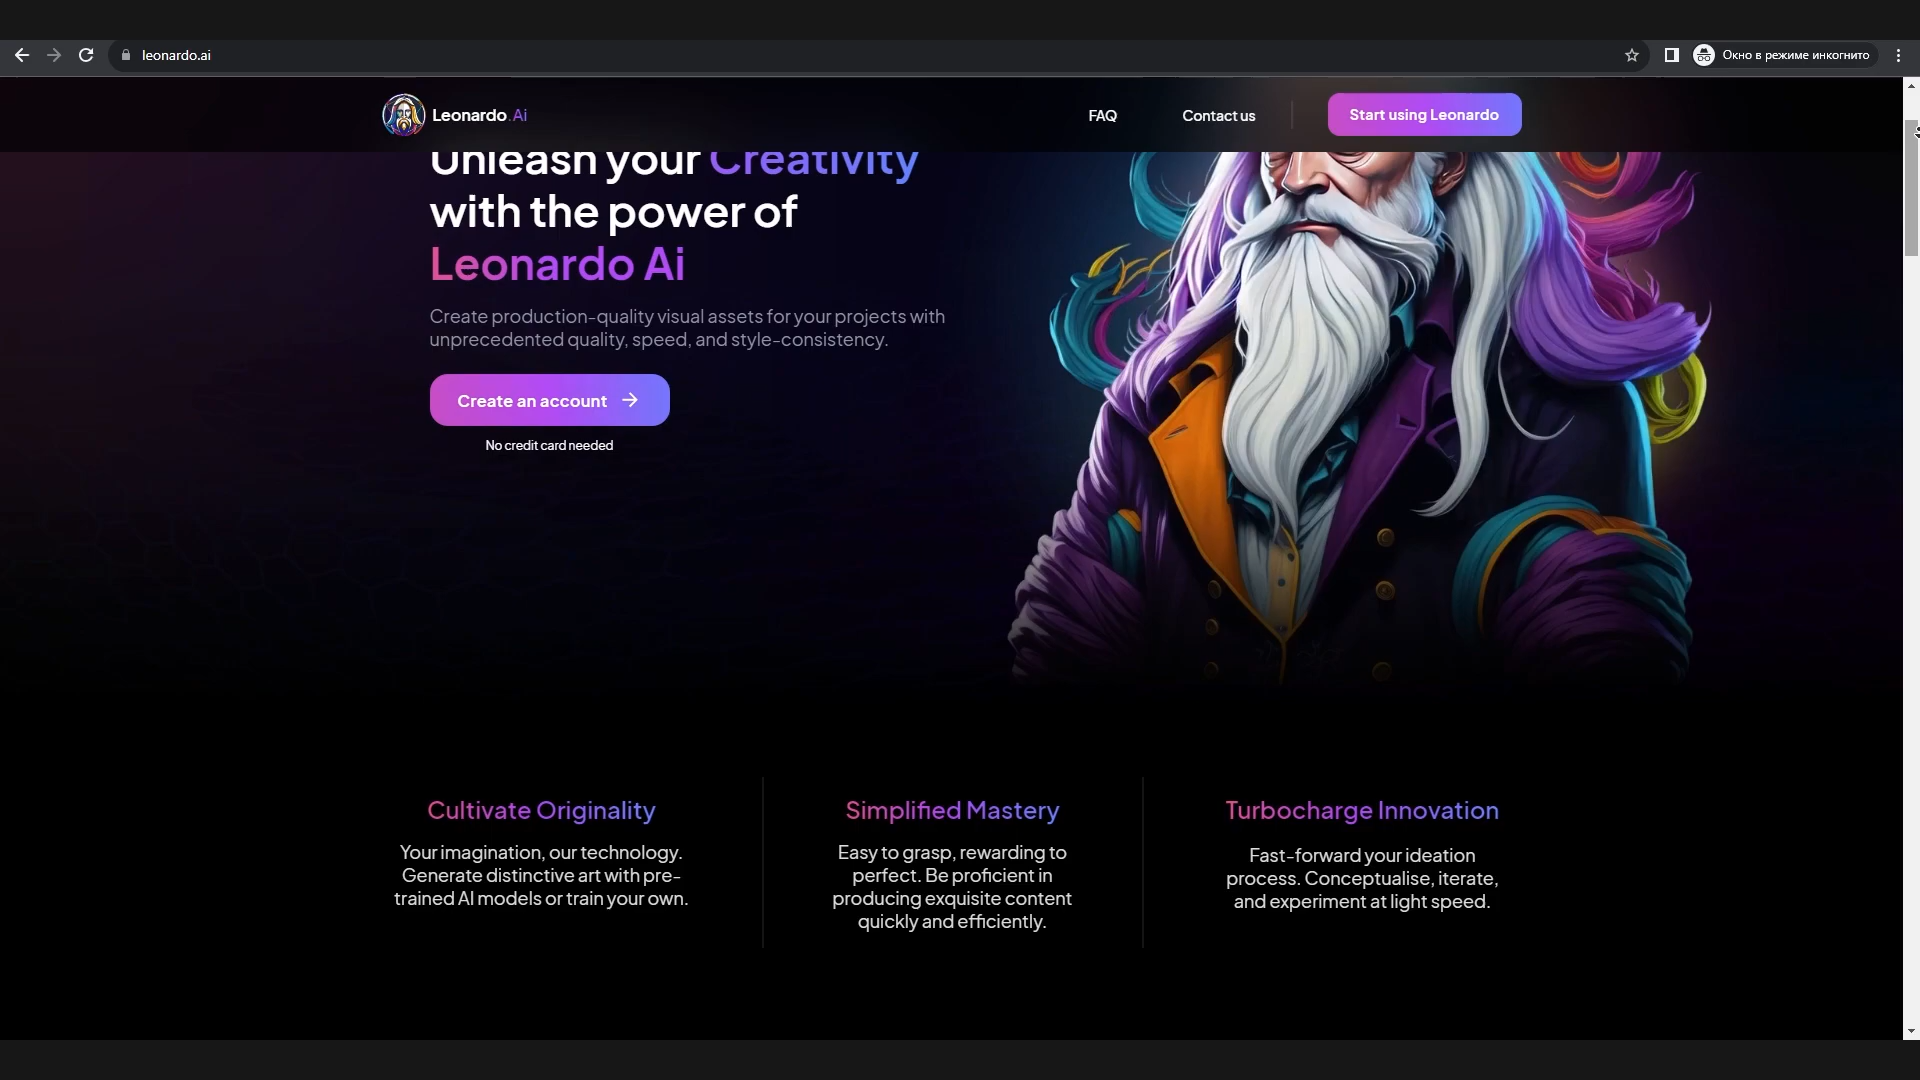 leonardo.ai
Окно в режиме инкогнито
Leonardo.Ai
FAQ
Contact us
Start using Leonardo
Unleash your Creativity
with the power of
Leonardo Ai
Create production-quality visual assets for your projects with
unprecedented quality, speed, and style-consistency.
Create an account
No credit card needed
Cultivate Originality
Your imagination, our technology.
Generate distinctive art with pre-
trained AI models or train your own.
Simplified Mastery
Easy to grasp, rewarding to
perfect. Be proficient in
producing exquisite content
quickly and efficiently.
Turbocharge Innovation
Fast-forward your ideation
process. Conceptualise, iterate,
and experiment at light speed.